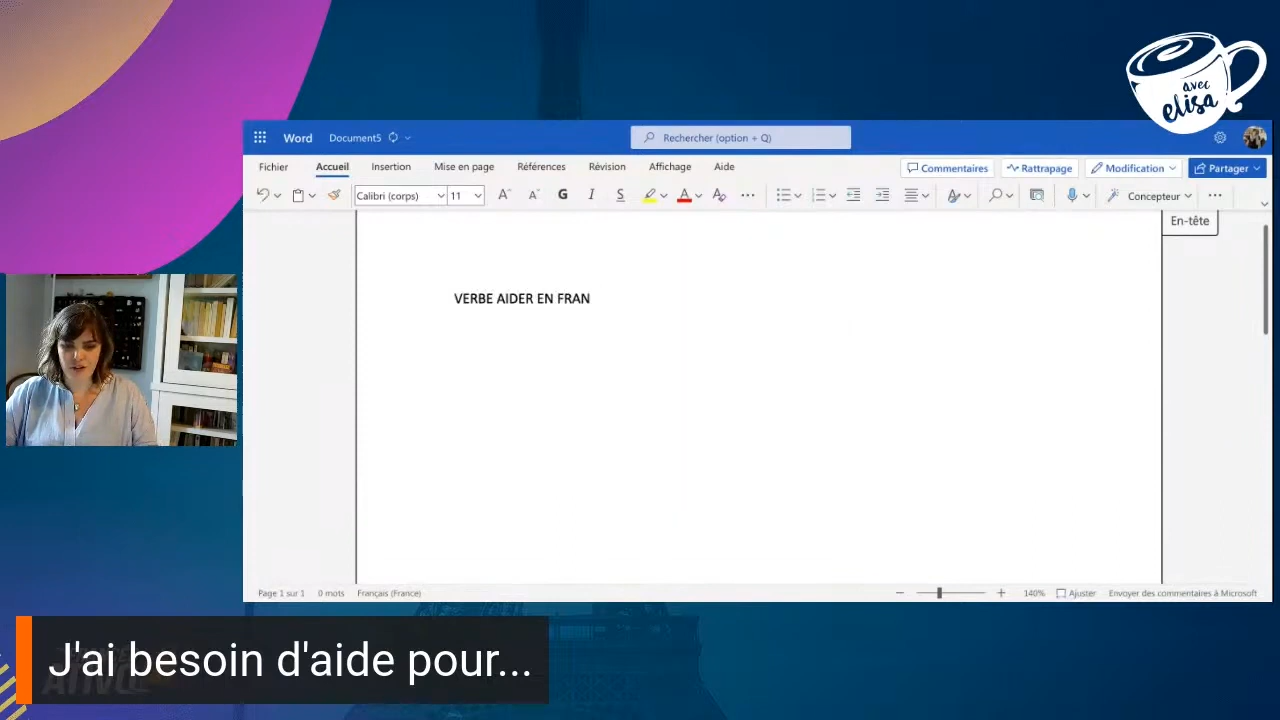 avec
elisa
Word Document5 Rechercher (option + Q)
Fichier Accueil Insertion Mise en page Références Révision Affichage Aide Commentaires Rattrapage Modification Partager
Calibri (corps) 11 G I S A Concepteur
En-tête
VERBE AIDER EN FRAN
Page 1 sur 1 0 mots Français (France) 140% Ajuster Envoyer des commentaires à Microsoft
J'ai besoin d'aide pour...